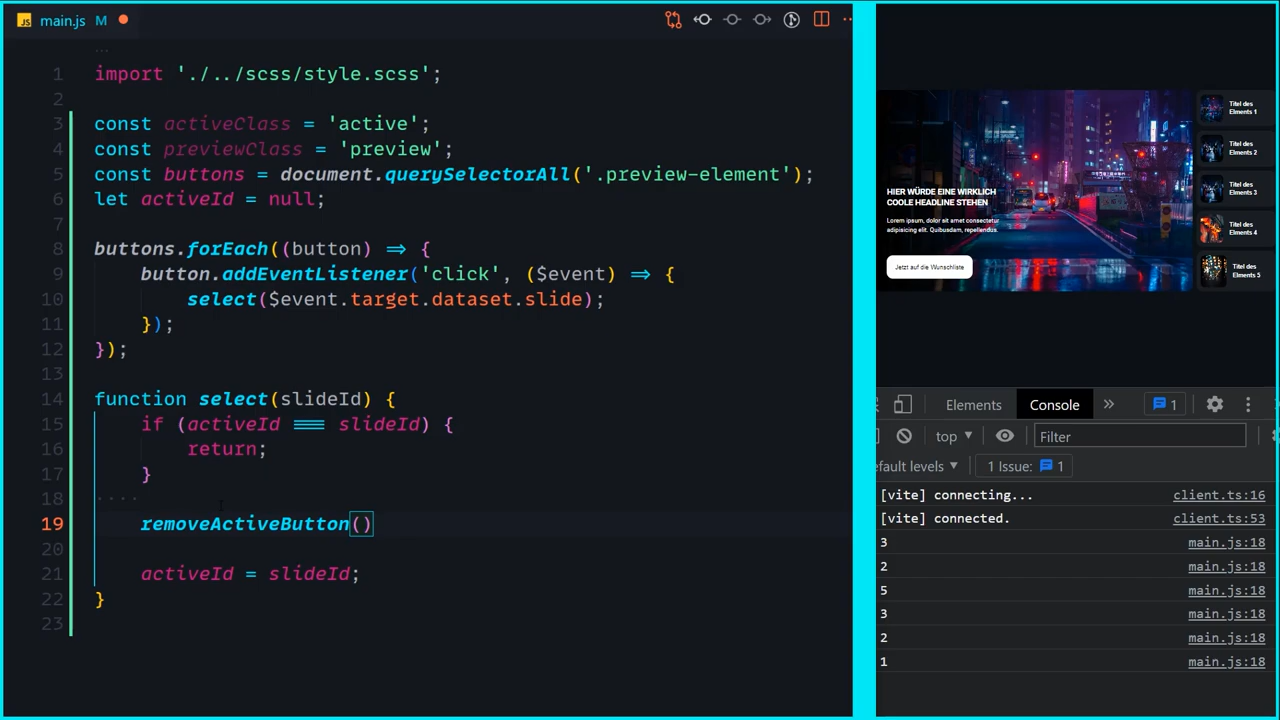 JS main.js M
...
1 import './../scss/style.scss';
2
3 const activeClass = 'active';
4 const previewClass = 'preview';
5 const buttons = document.querySelectorAll('.preview-element');
6 let activeId = null;
7
8 buttons.forEach((button) => {
9 button.addEventListener('click', ($event) => {
10 select($event.target.dataset.slide);
11 });
12 });
13
14 function select(slideId) {
15 if (activeId === slideId) {
16 return;
17 }
18 ····
19 removeActiveButton()
20
21 activeId = slideId;
22 }
23
HIER WÜRDE EINE WIRKLICH
COOLE HEADLINE STEHEN
Lorem ipsum, dolor sit amet consectetur
adipisicing elit. Quibusdam, repellendus.
Jetzt auf die Wunschliste
Titel des
Elments 1
Titel des
Elments 2
Titel des
Elments 3
Titel des
Elments 4
Titel des
Elments 5
Elements Console » 1
top Filter
efault levels 1 Issue: 1
[vite] connecting... client.ts:16
[vite] connected. client.ts:53
3 main.js:18
2 main.js:18
5 main.js:18
3 main.js:18
2 main.js:18
1 main.js:18